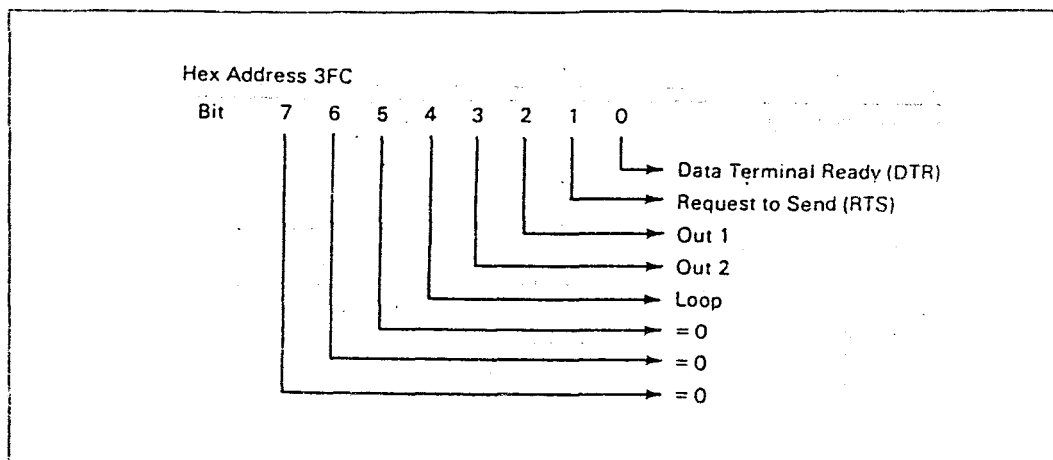 Hex Address 3FC
Bit 7 6 5 4 3 2 1 0
Data Terminal Ready (DTR)
Request to Send (RTS)
Out 1
Out 2
Loop
= 0
= 0
= 0